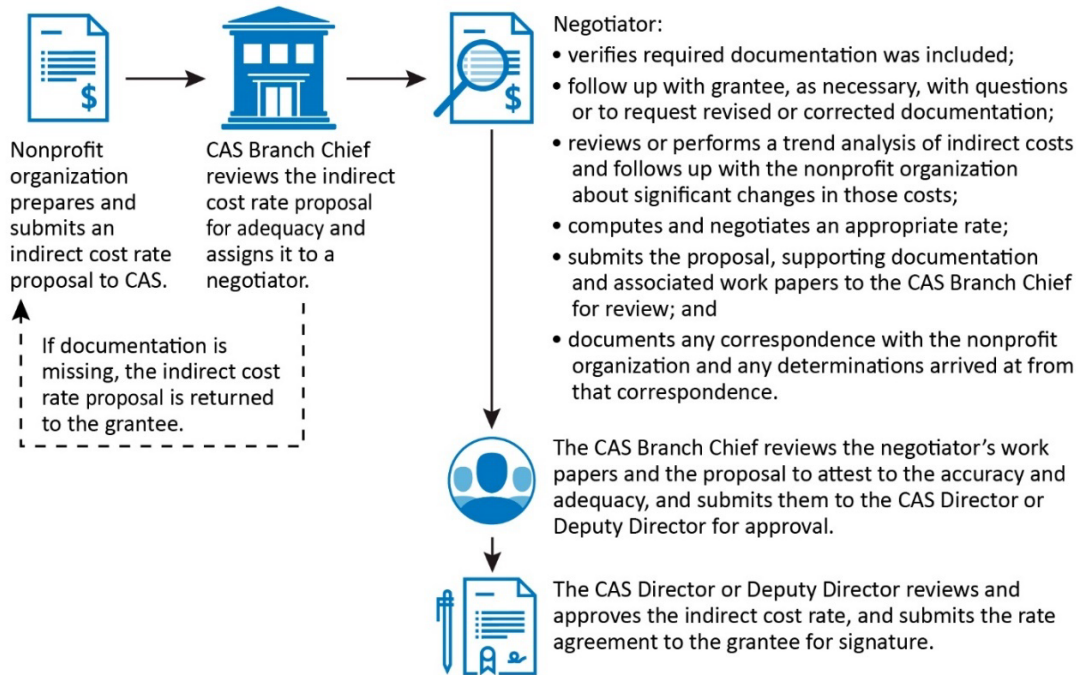 $
$
Nonprofit
organization
prepares and
submits an
indirect cost rate
proposal to CAS.
CAS Branch Chief
reviews the indirect
cost rate proposal
for adequacy and
assigns it to a
negotiator.
If documentation is
missing, the indirect cost
rate proposal is returned
to the grantee.
Negotiator:
• verifies required documentation was included;
• follow up with grantee, as necessary, with questions
or to request revised or corrected documentation;
• reviews or performs a trend analysis of indirect costs
and follows up with the nonprofit organization
about significant changes in those costs;
• computes and negotiates an appropriate rate;
• submits the proposal, supporting documentation
and associated work papers to the CAS Branch Chief
for review; and
• documents any correspondence with the nonprofit
organization and any determinations arrived at from
that correspondence.
The CAS Branch Chief reviews the negotiator’s work
papers and the proposal to attest to the accuracy and
adequacy, and submits them to the CAS Director or
Deputy Director for approval.
The CAS Director or Deputy Director reviews and
approves the indirect cost rate, and submits the rate
agreement to the grantee for signature.